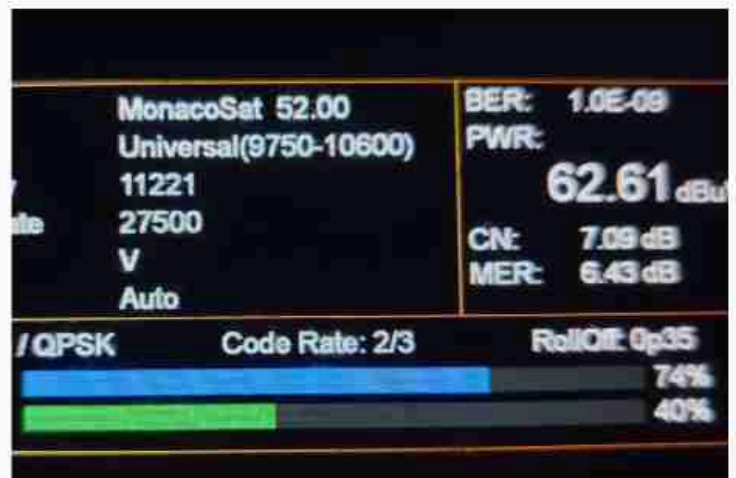 MonacoSat 52.00
Universal(9750-10600)
11221
27500
V
Auto
BER: 1.0E-09
PWR:
62.61 dBu
CN: 7.09 dB
MER: 6.43 dB
/ QPSK Code Rate: 2/3 RollOff: 0p35
74%
40%